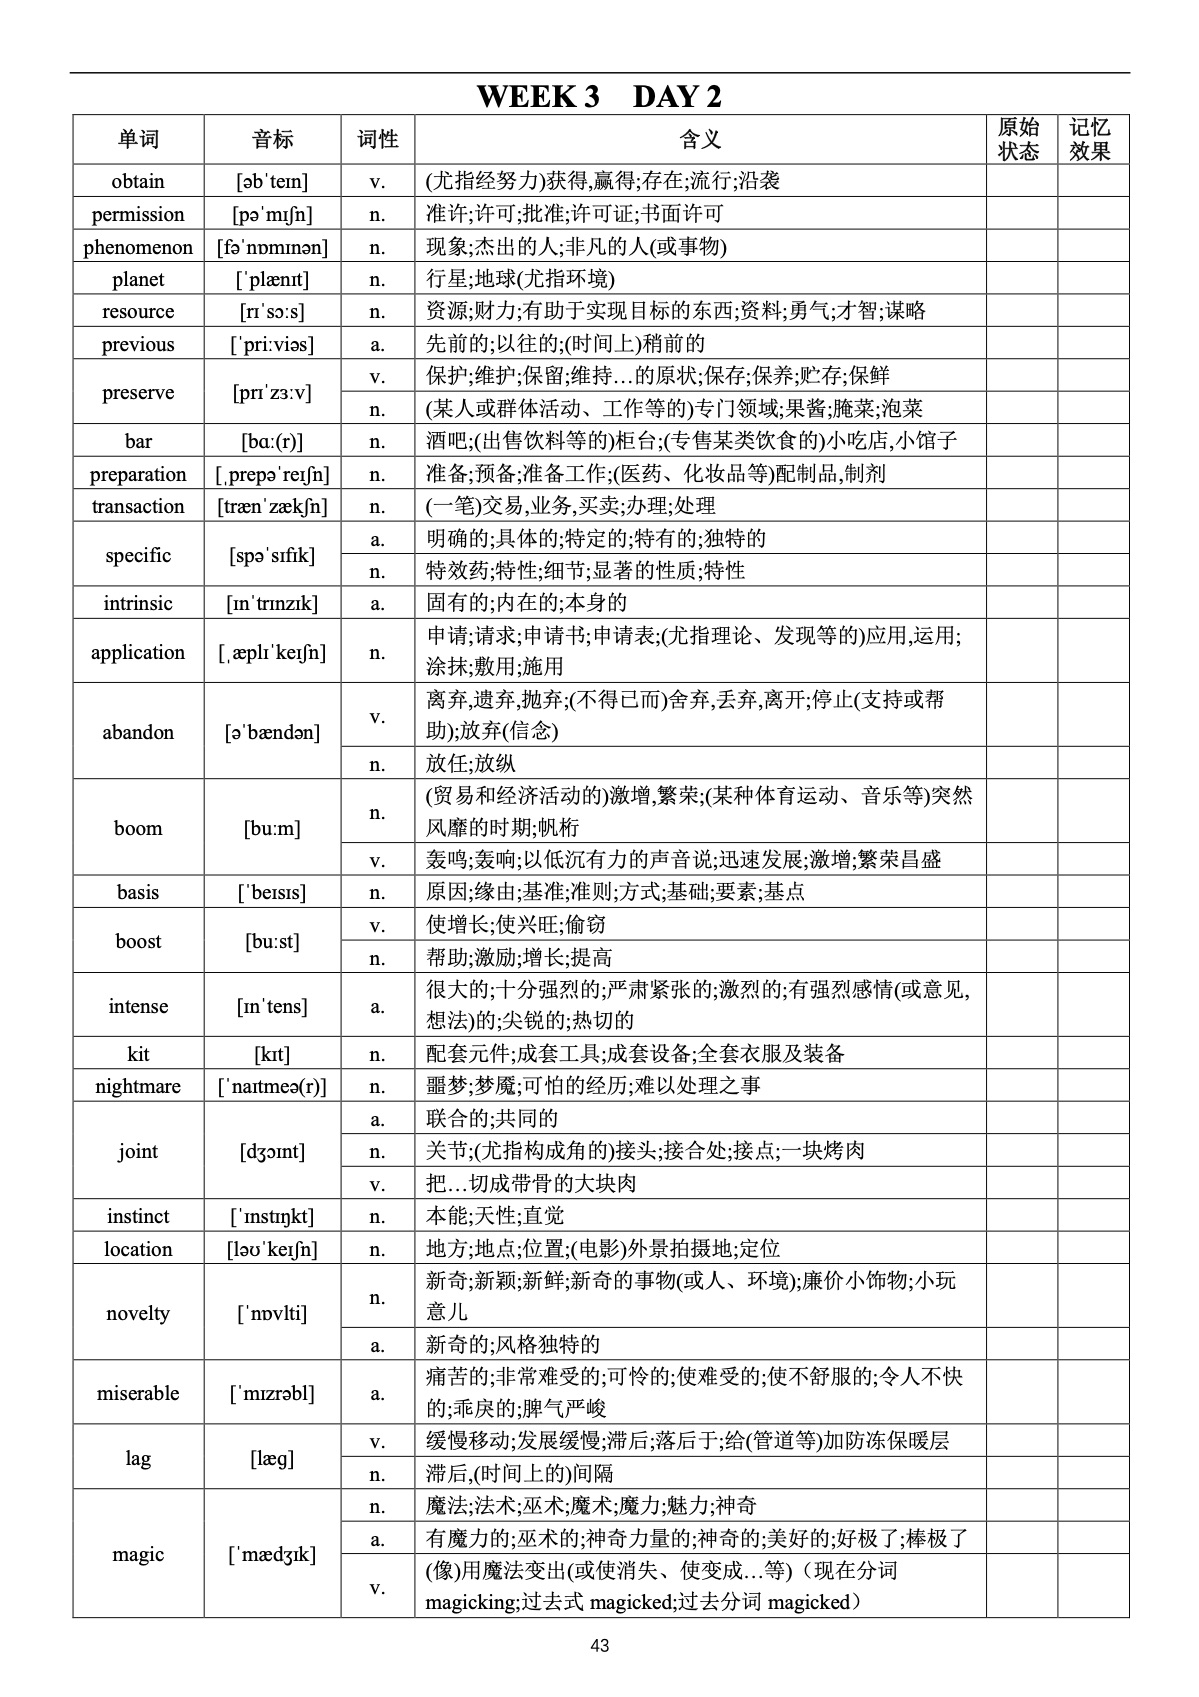 WEEK 3 DAY 2
单词 音标 词性 含义 原始状态 记忆效果
obtain [əbˈteɪn] v. (尤指经努力)获得,赢得;存在;流行;沿袭
permission [pəˈmɪʃn] n. 准许;许可;批准;许可证;书面许可
phenomenon [fəˈnɒmɪnən] n. 现象;杰出的人;非凡的人(或事物)
planet [ˈplænɪt] n. 行星;地球(尤指环境)
resource [rɪˈsɔːs] n. 资源;财力;有助于实现目标的东西;资料;勇气;才智;谋略
previous [ˈpriːviəs] a. 先前的;以往的;(时间上)稍前的
preserve [prɪˈzɜːv] v. 保护;维护;保留;维持…的原状;保存;保养;贮存;保鲜
n. (某人或群体活动、工作等的)专门领域;果酱;腌菜;泡菜
bar [bɑː(r)] n. 酒吧;(出售饮料等的)柜台;(专售某类饮食的)小吃店,小馆子
preparation [ˌprepəˈreɪʃn] n. 准备;预备;准备工作;(医药、化妆品等)配制品,制剂
transaction [trænˈzækʃn] n. (一笔)交易,业务,买卖;办理;处理
specific [spəˈsɪfɪk] a. 明确的;具体的;特定的;特有的;独特的
n. 特效药;特性;细节;显著的性质;特性
intrinsic [ɪnˈtrɪnzɪk] a. 固有的;内在的;本身的
application [ˌæplɪˈkeɪʃn] n. 申请;请求;申请书;申请表;(尤指理论、发现等的)应用,运用;
涂抹;敷用;施用
abandon [əˈbændən] v. 离弃,遗弃,抛弃;(不得已而)舍弃,丢弃,离开;停止(支持或帮
助);放弃(信念)
n. 放任;放纵
boom [buːm] n. (贸易和经济活动的)激增,繁荣;(某种体育运动、音乐等)突然
风靡的时期;帆桁
v. 轰鸣;轰响;以低沉有力的声音说;迅速发展;激增;繁荣昌盛
basis [ˈbeɪsɪs] n. 原因;缘由;基准;准则;方式;基础;要素;基点
boost [buːst] v. 使增长;使兴旺;偷窃
n. 帮助;激励;增长;提高
intense [ɪnˈtens] a. 很大的;十分强烈的;严肃紧张的;激烈的;有强烈感情(或意见,
想法)的;尖锐的;热切的
kit [kɪt] n. 配套元件;成套工具;成套设备;全套衣服及装备
nightmare [ˈnaɪtmeə(r)] n. 噩梦;梦魇;可怕的经历;难以处理之事
joint [dʒɔɪnt] a. 联合的;共同的
n. 关节;(尤指构成角的)接头;接合处;接点;一块烤肉
v. 把…切成带骨的大块肉
instinct [ˈɪnstɪŋkt] n. 本能;天性;直觉
location [ləʊˈkeɪʃn] n. 地方;地点;位置;(电影)外景拍摄地;定位
novelty [ˈnɒvlti] n. 新奇;新颖;新鲜;新奇的事物(或人、环境);廉价小饰物;小玩
意儿
a. 新奇的;风格独特的
miserable [ˈmɪzrəbl] a. 痛苦的;非常难受的;可怜的;使难受的;使不舒服的;令人不快
的;乖戾的;脾气严峻
lag [læɡ] v. 缓慢移动;发展缓慢;滞后;落后于;给(管道等)加防冻保暖层
n. 滞后,(时间上的)间隔
magic [ˈmædʒɪk] n. 魔法;法术;巫术;魔术;魔力;魅力;神奇
a. 有魔力的;巫术的;神奇力量的;神奇的;美好的;好极了;棒极了
v. (像)用魔法变出(或使消失、使变成…等)（现在分词
magicking;过去式 magicked;过去分词 magicked）
43